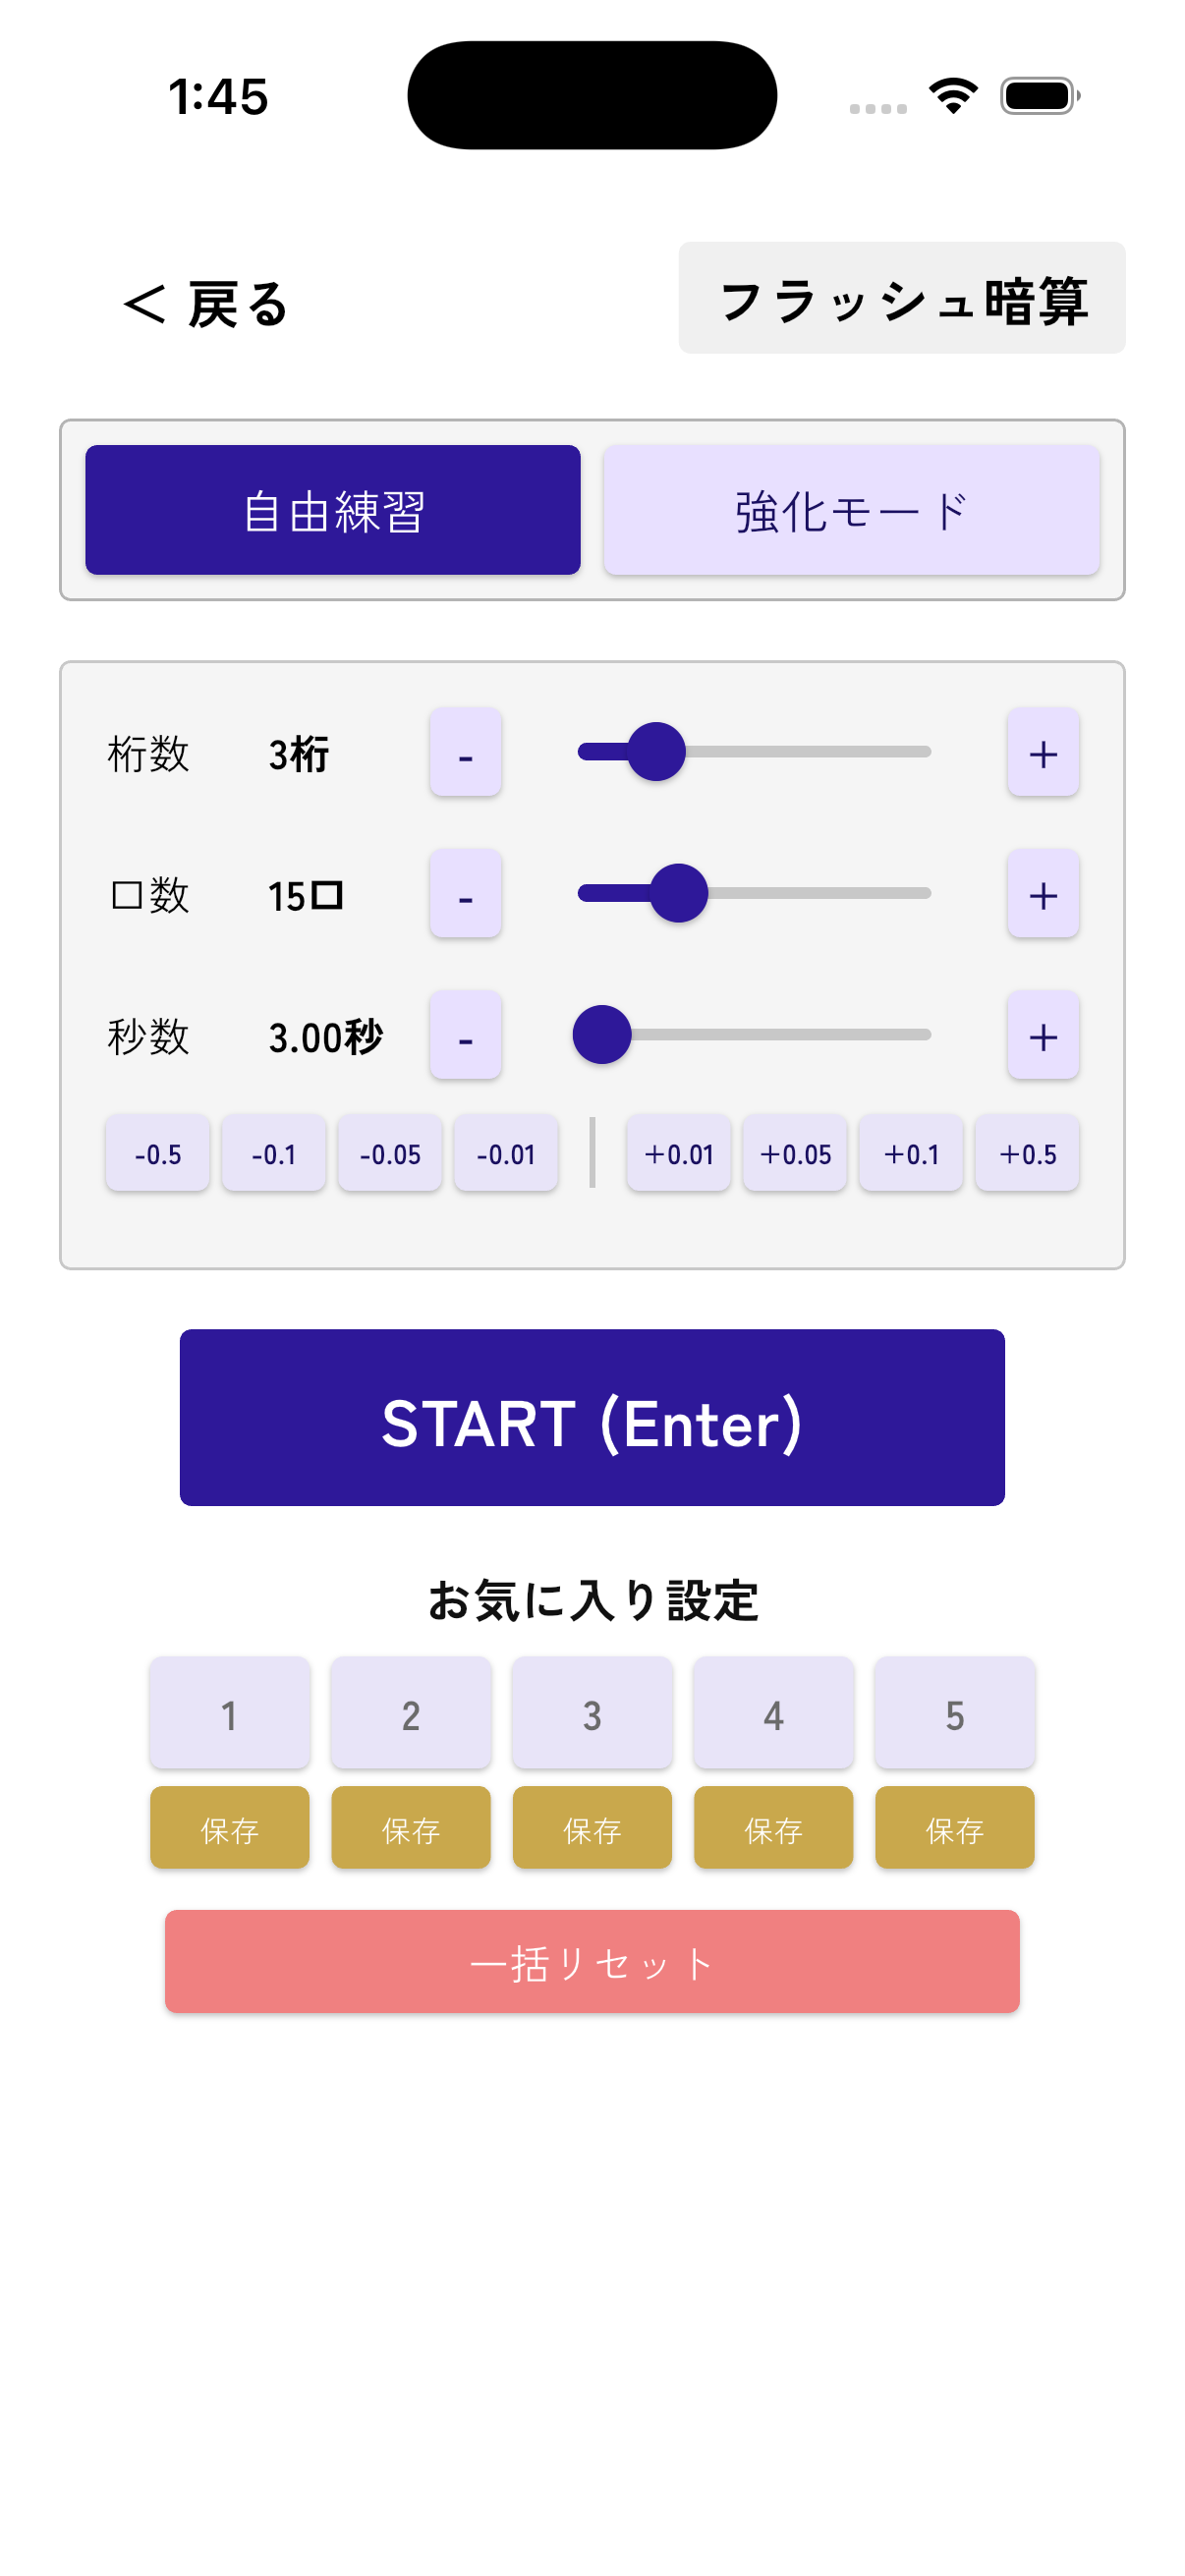 1:45
＜ 戻る
フラッシュ暗算
自由練習 強化モード
桁数 3桁 - +
口数 15口 - +
秒数 3.00秒 - +
-0.5 -0.1 -0.05 -0.01 +0.01 +0.05 +0.1 +0.5
START (Enter)
お気に入り設定
1 2 3 4 5
保存 保存 保存 保存 保存
一括リセット